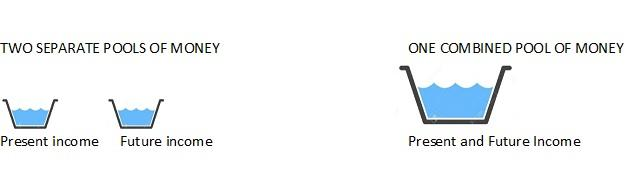 TWO SEPARATE POOLS OF MONEY
ONE COMBINED POOL OF MONEY
Present income
Future income
Present and Future Income